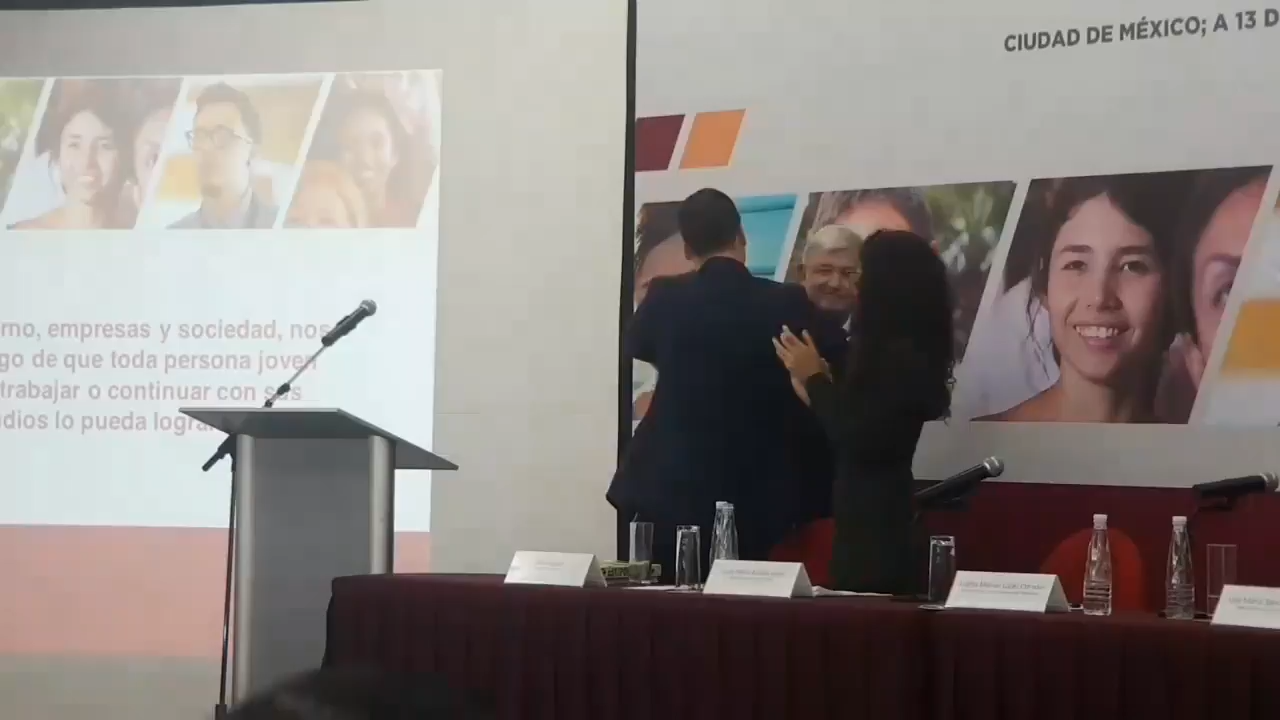 CIUDAD DE MÉXICO; A 13 D
rno, empresas y sociedad, nos
go de que toda persona joven
trabajar o continuar con sus
dios lo pueda lograr